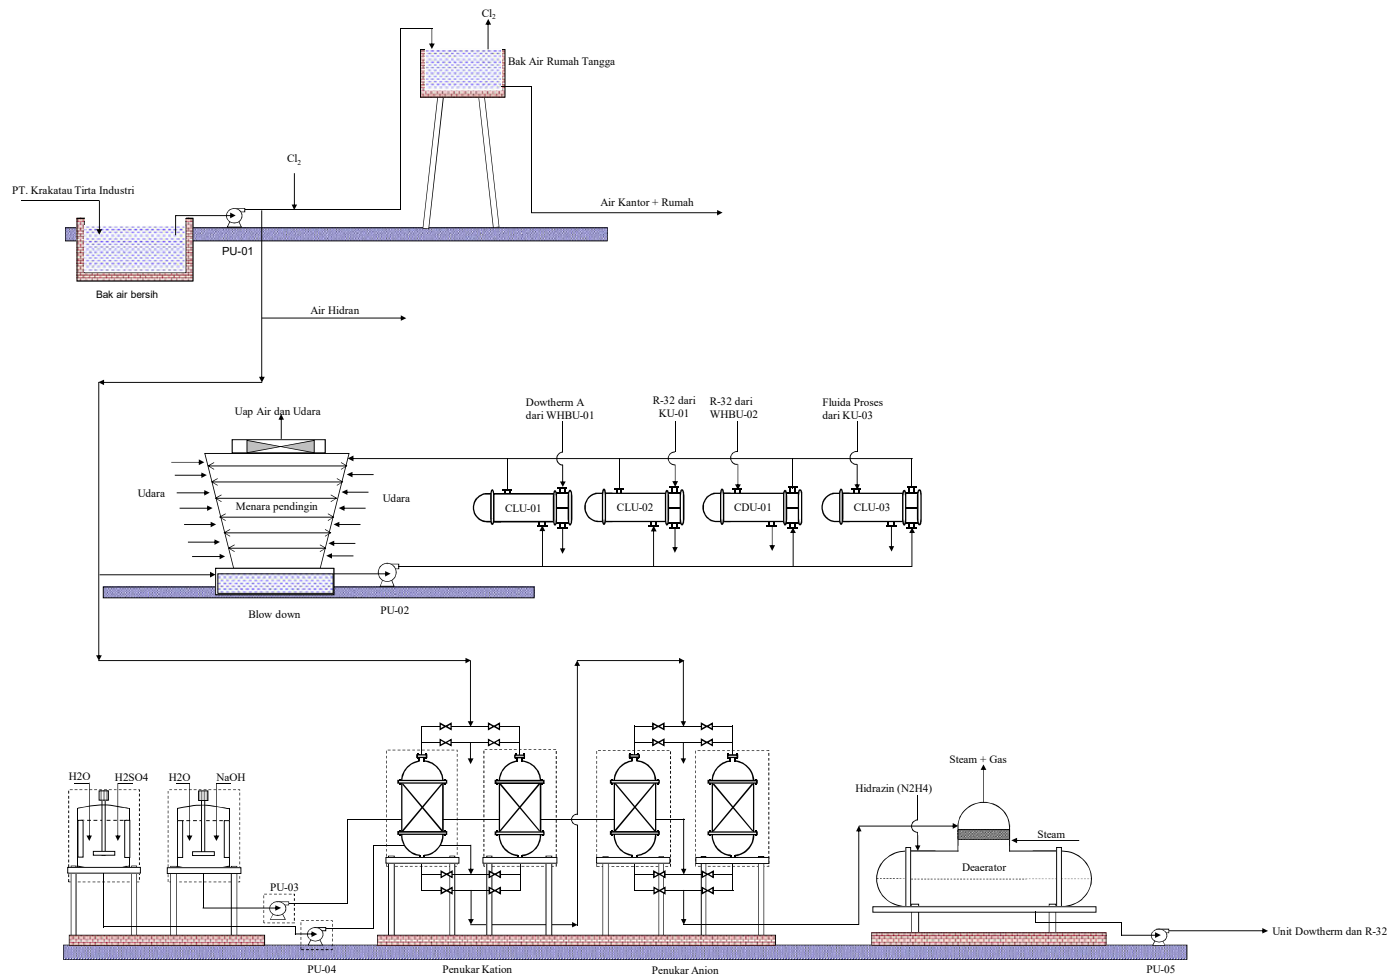 Cl2
Bak Air Rumah Tangga
Cl2
PT. Krakatau Tirta Industri
Air Kantor + Rumah
PU-01
Bak air bersih
Air Hidran
Uap Air dan Udara
Dowtherm A
dari WHBU-01
R-32 dari
KU-01
R-32 dari
WHBU-02
Fluida Proses
dari KU-03
Udara
Udara
Menara pendingin
CLU-01
CLU-02
CDU-01
CLU-03
PU-02
Blow down
H2O
H2SO4
H2O
NaOH
Steam + Gas
Hidrazin (N2H4)
Steam
Deaerator
PU-03
PU-04
Penukar Kation
Penukar Anion
PU-05
Unit Dowtherm dan R-32